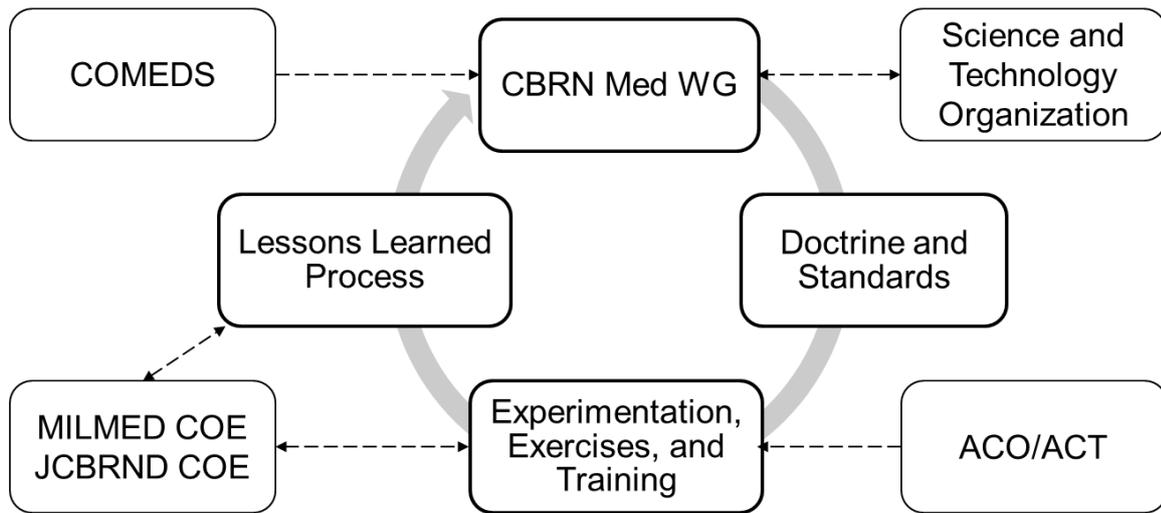 COMEDS
CBRN Med WG
Science and
Technology
Organization
Lessons Learned
Process
Doctrine and
Standards
MILMED COE
JCBRND COE
Experimentation,
Exercises, and
Training
ACO/ACT